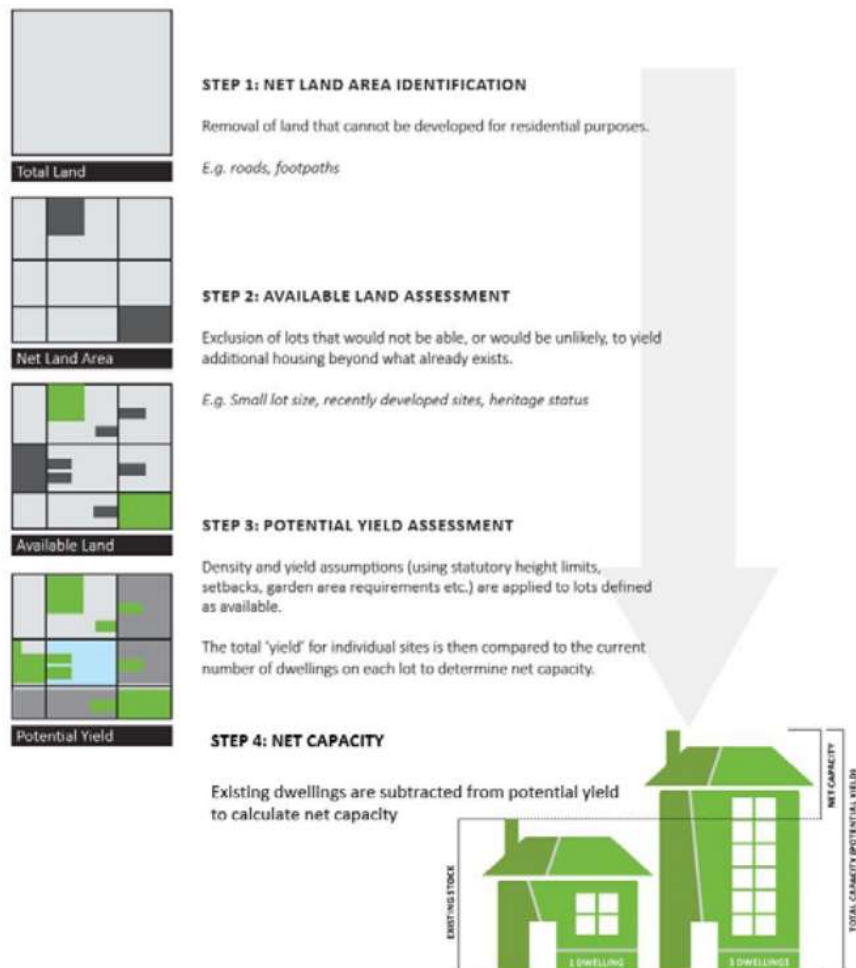 Total Land
STEP 1: NET LAND AREA IDENTIFICATION
Removal of land that cannot be developed for residential purposes.
E.g. roads, footpaths
Net Land Area
STEP 2: AVAILABLE LAND ASSESSMENT
Exclusion of lots that would not be able, or would be unlikely, to yield
additional housing beyond what already exists.
E.g. Small lot size, recently developed sites, heritage status
Available Land
STEP 3: POTENTIAL YIELD ASSESSMENT
Density and yield assumptions (using statutory height limits,
setbacks, garden area requirements etc.) are applied to lots defined
as available.
The total 'yield' for individual sites is then compared to the current
number of dwellings on each lot to determine net capacity.
Potential Yield
STEP 4: NET CAPACITY
Existing dwellings are subtracted from potential yield
to calculate net capacity
EXISTING STOCK
1 DWELLING
3 DWELLINGS
NET CAPACITY
TOTAL CAPACITY (POTENTIAL YIELD)